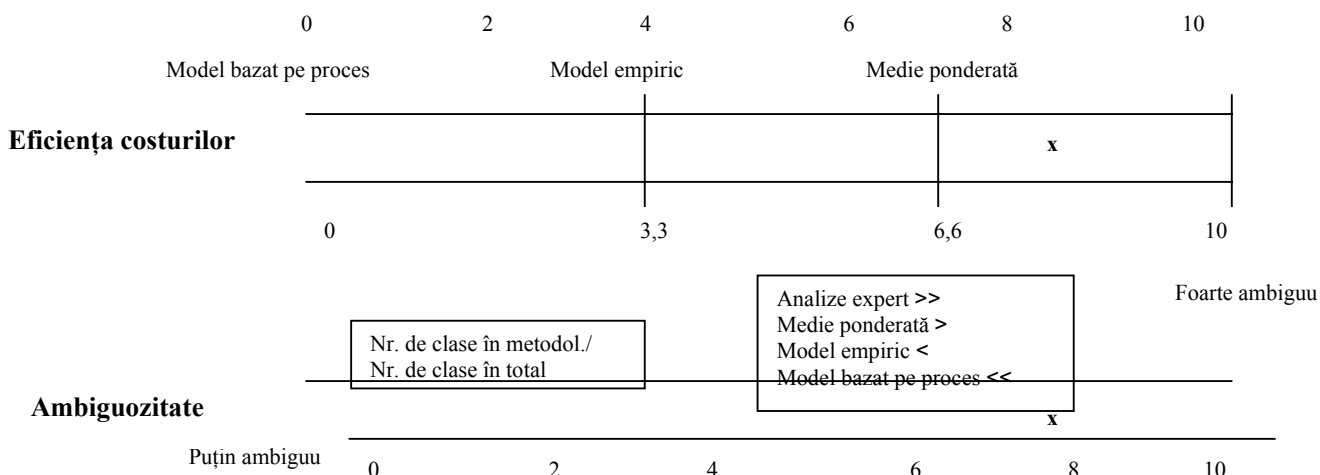 0 2 4 6 8 10
Model bazat pe proces Model empiric Medie ponderată
Eficiența costurilor x
0 3,3 6,6 10
Foarte ambiguu
Analize expert >>
Medie ponderată >
Model empiric <
Model bazat pe proces <<
Nr. de clase în metodol./
Nr. de clase în total
Ambiguozitate x
Puțin ambiguu 0 2 4 6 8 10